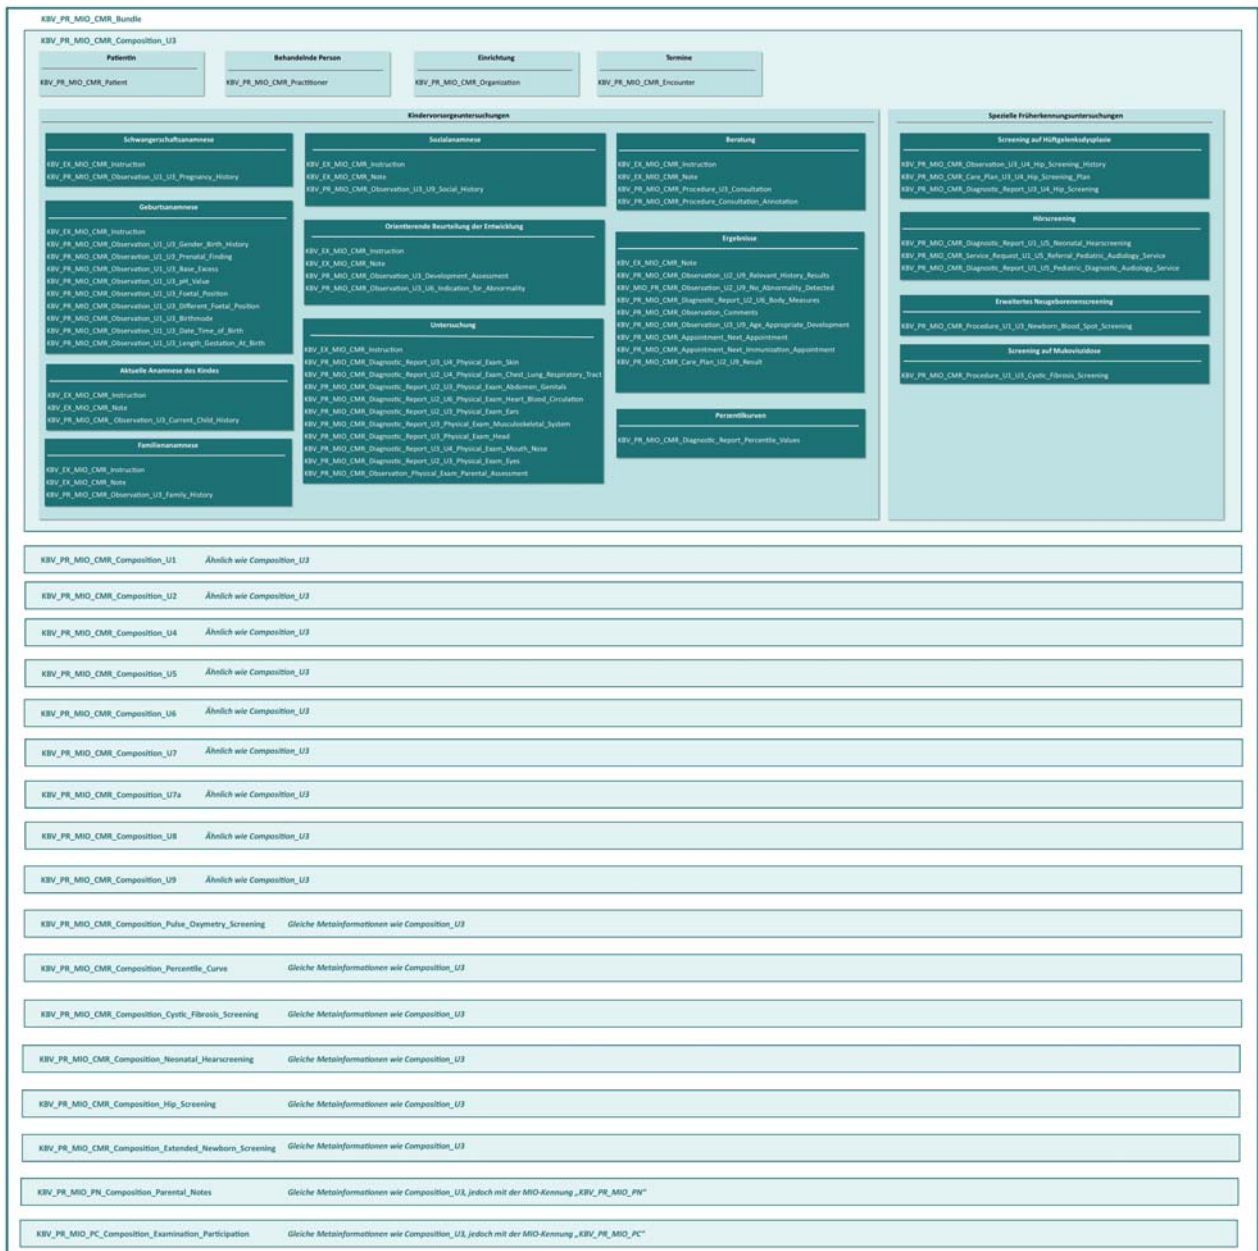 KBV_PR_MIO_CMR_Bundle
KBV_PR_MIO_CMR_Composition_U3
PatientIn
KBV_PR_MIO_CMR_Patient
Behandelnde Person
KBV_PR_MIO_CMR_Practitioner
Einrichtung
KBV_PR_MIO_CMR_Organization
Termine
KBV_PR_MIO_CMR_Encounter
Kindervorsorgeuntersuchungen
Schwangerschaftsanamnese
KBV_EX_MIO_CMR_Instruction
KBV_PR_MIO_CMR_Observation_U1_U3_Pregnancy_History
Geburtsanamnese
KBV_EX_MIO_CMR_Instruction
KBV_PR_MIO_CMR_Observation_U1_U3_Gender_Birth_History
KBV_PR_MIO_CMR_Observation_U1_U3_Prenatal_Finding
KBV_PR_MIO_CMR_Observation_U1_U3_Base_Excess
KBV_PR_MIO_CMR_Observation_U1_U3_pH_Value
KBV_PR_MIO_CMR_Observation_U1_U3_Foetal_Position
KBV_PR_MIO_CMR_Observation_U1_U3_Different_Foetal_Position
KBV_PR_MIO_CMR_Observation_U1_U3_Birthmode
KBV_PR_MIO_CMR_Observation_U1_U3_Date_Time_of_Birth
KBV_PR_MIO_CMR_Observation_U1_U3_Length_Gestation_At_Birth
Aktuelle Anamnese des Kindes
KBV_EX_MIO_CMR_Instruction
KBV_EX_MIO_CMR_Note
KBV_PR_MIO_CMR_ Observation_U3_Current_Child_History
Familienanamnese
KBV_EX_MIO_CMR_Instruction
KBV_EX_MIO_CMR_Note
KBV_PR_MIO_CMR_Observation_U3_Family_History
Sozialanamnese
KBV_EX_MIO_CMR_Instruction
KBV_EX_MIO_CMR_Note
KBV_PR_MIO_CMR_Observation_U3_U9_Social_History
Orientierende Beurteilung der Entwicklung
KBV_EX_MIO_CMR_Instruction
KBV_EX_MIO_CMR_Note
KBV_PR_MIO_CMR_Observation_U3_Development_Assessment
KBV_PR_MIO_CMR_Observation_U3_U6_Indication_for_Abnormality
Untersuchung
KBV_EX_MIO_CMR_Instruction
KBV_PR_MIO_CMR_Diagnostic_Report_U3_U4_Physical_Exam_Skin
KBV_PR_MIO_CMR_Diagnostic_Report_U2_U4_Physical_Exam_Chest_Lung_Respiratory_Tract
KBV_PR_MIO_CMR_Diagnostic_Report_U2_U3_Physical_Exam_Abdomen_Genitals
KBV_PR_MIO_CMR_Diagnostic_Report_U2_U6_Physical_Exam_Heart_Blood_Circulation
KBV_PR_MIO_CMR_Diagnostic_Report_U2_U3_Physical_Exam_Ears
KBV_PR_MIO_CMR_Diagnostic_Report_U3_Physical_Exam_Musculoskeletal_System
KBV_PR_MIO_CMR_Diagnostic_Report_U3_Physical_Exam_Head
KBV_PR_MIO_CMR_Diagnostic_Report_U3_U4_Physical_Exam_Mouth_Nose
KBV_PR_MIO_CMR_Diagnostic_Report_U2_U3_Physical_Exam_Eyes
KBV_PR_MIO_CMR_Observation_Physical_Exam_Parental_Assessment
Beratung
KBV_EX_MIO_CMR_Instruction
KBV_EX_MIO_CMR_Note
KBV_PR_MIO_CMR_Procedure_U3_Consultation
KBV_PR_MIO_CMR_Procedure_Consultation_Annotation
Ergebnisse
KBV_EX_MIO_CMR_Note
KBV_PR_MIO_CMR_Observation_U2_U9_Relevant_History_Results
KBV_MIO_PR_CMR_Observation_U2_U9_No_Abnormality_Detected
KBV_PR_MIO_CMR_Diagnostic_Report_U2_U6_Body_Measures
KBV_PR_MIO_CMR_Observation_Comments
KBV_PR_MIO_CMR_Observation_U3_U9_Age_Appropriate_Development
KBV_PR_MIO_CMR_Appointment_Next_Appointment
KBV_PR_MIO_CMR_Appointment_Next_Immunization_Appointment
KBV_PR_MIO_CMR_Care_Plan_U2_U9_Result
Perzentilkurven
KBV_PR_MIO_CMR_Diagnostic_Report_Percentile_Values
Spezielle Früherkennungsuntersuchungen
Screening auf Hüftgelenksdysplasie
KBV_PR_MIO_CMR_Observation_U3_U4_Hip_Screening_History
KBV_PR_MIO_CMR_Care_Plan_U3_U4_Hip_Screening_Plan
KBV_PR_MIO_CMR_Diagnostic_Report_U3_U4_Hip_Screening
Hörscreening
KBV_PR_MIO_CMR_Diagnostic_Report_U1_U5_Neonatal_Hearscreening
KBV_PR_MIO_CMR_Service_Request_U1_U5_Referral_Pediatric_Audiology_Service
KBV_PR_MIO_CMR_Diagnostic_Report_U1_U5_Pediatric_Diagnostic_Audiology_Service
Erweitertes Neugeborenenscreening
KBV_PR_MIO_CMR_Procedure_U1_U3_Newborn_Blood_Spot_Screening
Screening auf Mukoviszidose
KBV_PR_MIO_CMR_Procedure_U1_U3_Cystic_Fibrosis_Screening
KBV_PR_MIO_CMR_Composition_U1 Ähnlich wie Composition_U3
KBV_PR_MIO_CMR_Composition_U2 Ähnlich wie Composition_U3
KBV_PR_MIO_CMR_Composition_U4 Ähnlich wie Composition_U3
KBV_PR_MIO_CMR_Composition_U5 Ähnlich wie Composition_U3
KBV_PR_MIO_CMR_Composition_U6 Ähnlich wie Composition_U3
KBV_PR_MIO_CMR_Composition_U7 Ähnlich wie Composition_U3
KBV_PR_MIO_CMR_Composition_U7a Ähnlich wie Composition_U3
KBV_PR_MIO_CMR_Composition_U8 Ähnlich wie Composition_U3
KBV_PR_MIO_CMR_Composition_U9 Ähnlich wie Composition_U3
KBV_PR_MIO_CMR_Composition_Pulse_Oxymetry_Screening Gleiche Metainformationen wie Composition_U3
KBV_PR_MIO_CMR_Composition_Percentile_Curve Gleiche Metainformationen wie Composition_U3
KBV_PR_MIO_CMR_Composition_Cystic_Fibrosis_Screening Gleiche Metainformationen wie Composition_U3
KBV_PR_MIO_CMR_Composition_Neonatal_Hearscreening Gleiche Metainformationen wie Composition_U3
KBV_PR_MIO_CMR_Composition_Hip_Screening Gleiche Metainformationen wie Composition_U3
KBV_PR_MIO_CMR_Composition_Extended_Newborn_Screening Gleiche Metainformationen wie Composition_U3
KBV_PR_MIO_PN_Composition_Parental_Notes Gleiche Metainformationen wie Composition_U3, jedoch mit der MIO-Kennung „KBV_PR_MIO_PN"
KBV_PR_MIO_PC_Composition_Examination_Participation Gleiche Metainformationen wie Composition_U3, jedoch mit der MIO-Kennung „KBV_PR_MIO_PC"